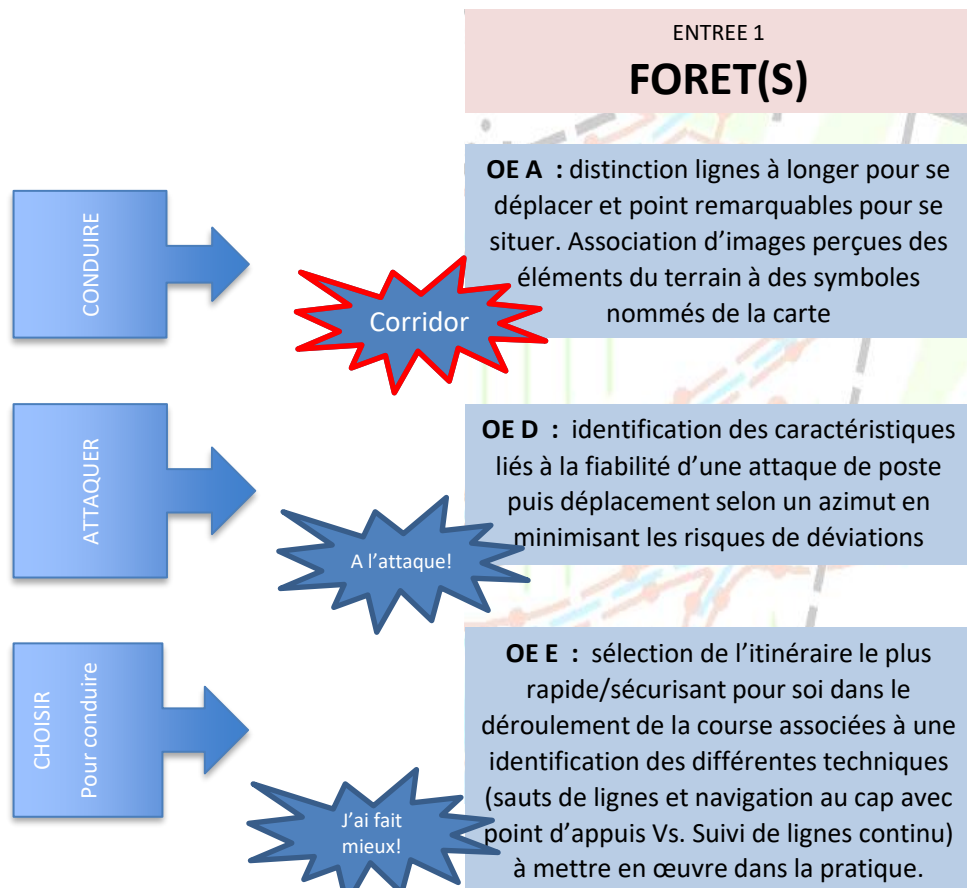 ENTREE 1
FORET(S)
CONDUIRE
Corridor
OE A : distinction lignes à longer pour se
déplacer et point remarquables pour se
situer. Association d'images perçues des
éléments du terrain à des symboles
nommés de la carte
ATTAQUER
A l'attaque!
OE D : identification des caractéristiques
liés à la fiabilité d'une attaque de poste
puis déplacement selon un azimut en
minimisant les risques de déviations
CHOISIR
Pour conduire
J'ai fait
mieux!
OE E : sélection de l'itinéraire le plus
rapide/sécurisant pour soi dans le
déroulement de la course associées à une
identification des différentes techniques
(sauts de lignes et navigation au cap avec
point d'appuis Vs. Suivi de lignes continu)
à mettre en œuvre dans la pratique.